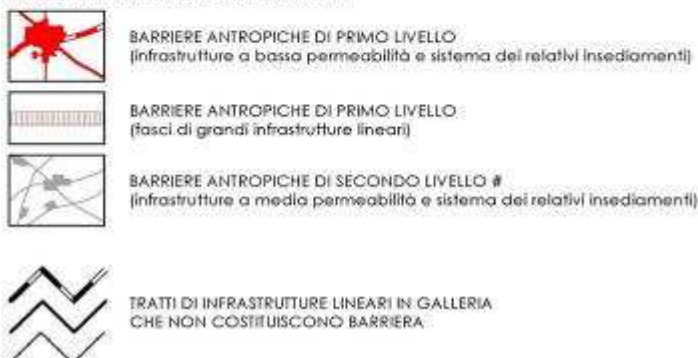 BARRIERE ANTROPICHE DI PRIMO LIVELLO
(infrastrutture a bassa permeabilità e sistema dei relativi insediamenti)
BARRIERE ANTROPICHE DI PRIMO LIVELLO
(fasci di grandi infrastrutture lineari)
BARRIERE ANTROPICHE DI SECONDO LIVELLO #
(infrastrutture a media permeabilità e sistema dei relativi insediamenti)
TRATTI DI INFRASTRUTTURE LINEARI IN GALLERIA
CHE NON COSTITUISCONO BARRIERA